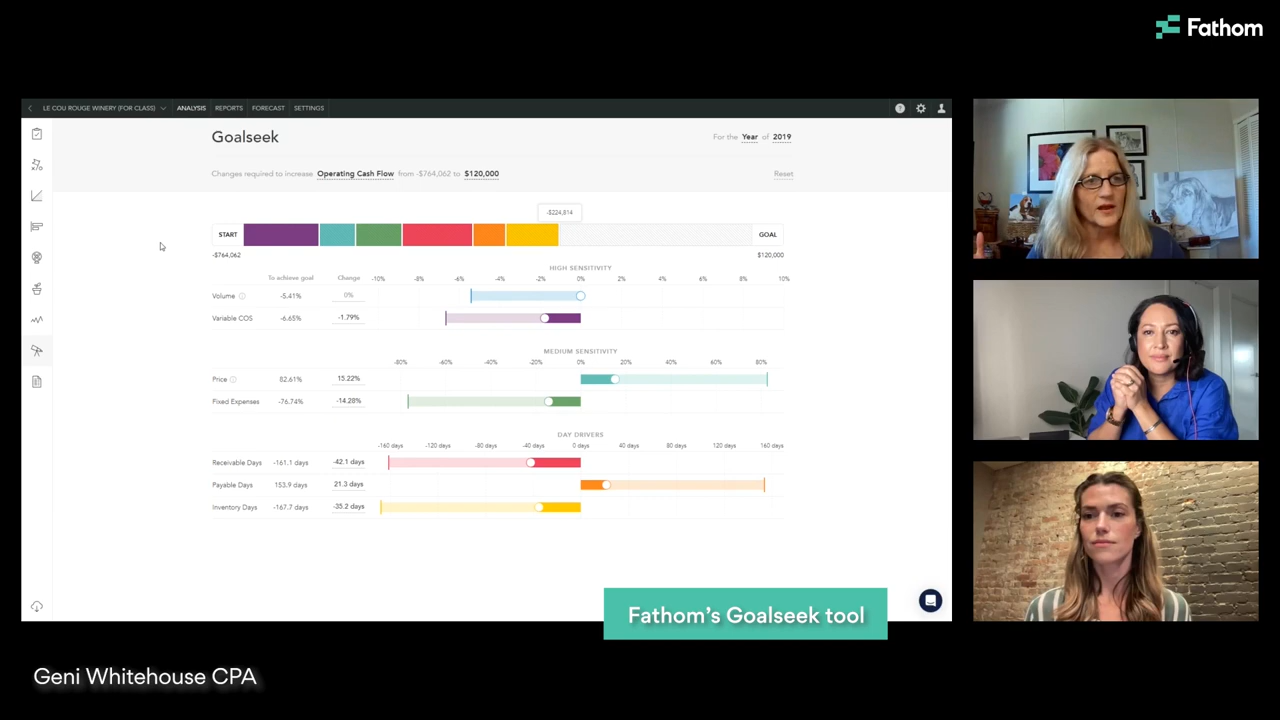 Fathom
LE COU ROUGE WINERY (FOR CLASS) ANALYSIS REPORTS FORECAST SETTINGS
Goalseek
For the Year of 2019
Changes required to increase Operating Cash Flow from -$764,062 to $120,000
Reset
-$224,814
START GOAL
-$764,062 $120,000
HIGH SENSITIVITY
To achieve goal Change -10% -8% -6% -4% -2% 0% 2% 4% 6% 8% 10%
Volume -5.41% 0%
Variable COS -6.65% -1.79%
MEDIUM SENSITIVITY
-80% -60% -40% -20% 0% 20% 40% 60% 80%
Price 82.61% 15.22%
Fixed Expenses -76.74% -14.28%
DAY DRIVERS
-160 days -120 days -80 days -40 days 0 days 40 days 80 days 120 days 160 days
Receivable Days -161.1 days -42.1 days
Payable Days 153.9 days 21.3 days
Inventory Days -167.7 days -35.2 days
Fathom's Goalseek tool
Geni Whitehouse CPA